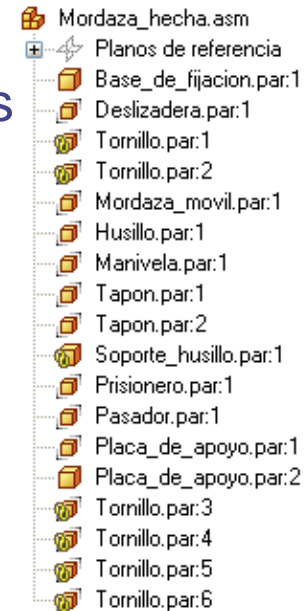 Mordaza_hecha.asm
Planos de referencia
Base_de_fijacion.par:1
s
Deslizadera.par:1
Tornillo.par:1
Tornillo.par:2
Mordaza_movil.par:1
Husillo.par:1
Manivela.par:1
Tapon.par:1
Tapon.par:2
Soporte_husillo.par:1
Prisionero.par:1
Pasador.par:1
Placa_de_apoyo.par:1
Placa_de_apoyo.par:2
Tornillo.par:3
Tornillo.par:4
Tornillo.par:5
Tornillo.par:6